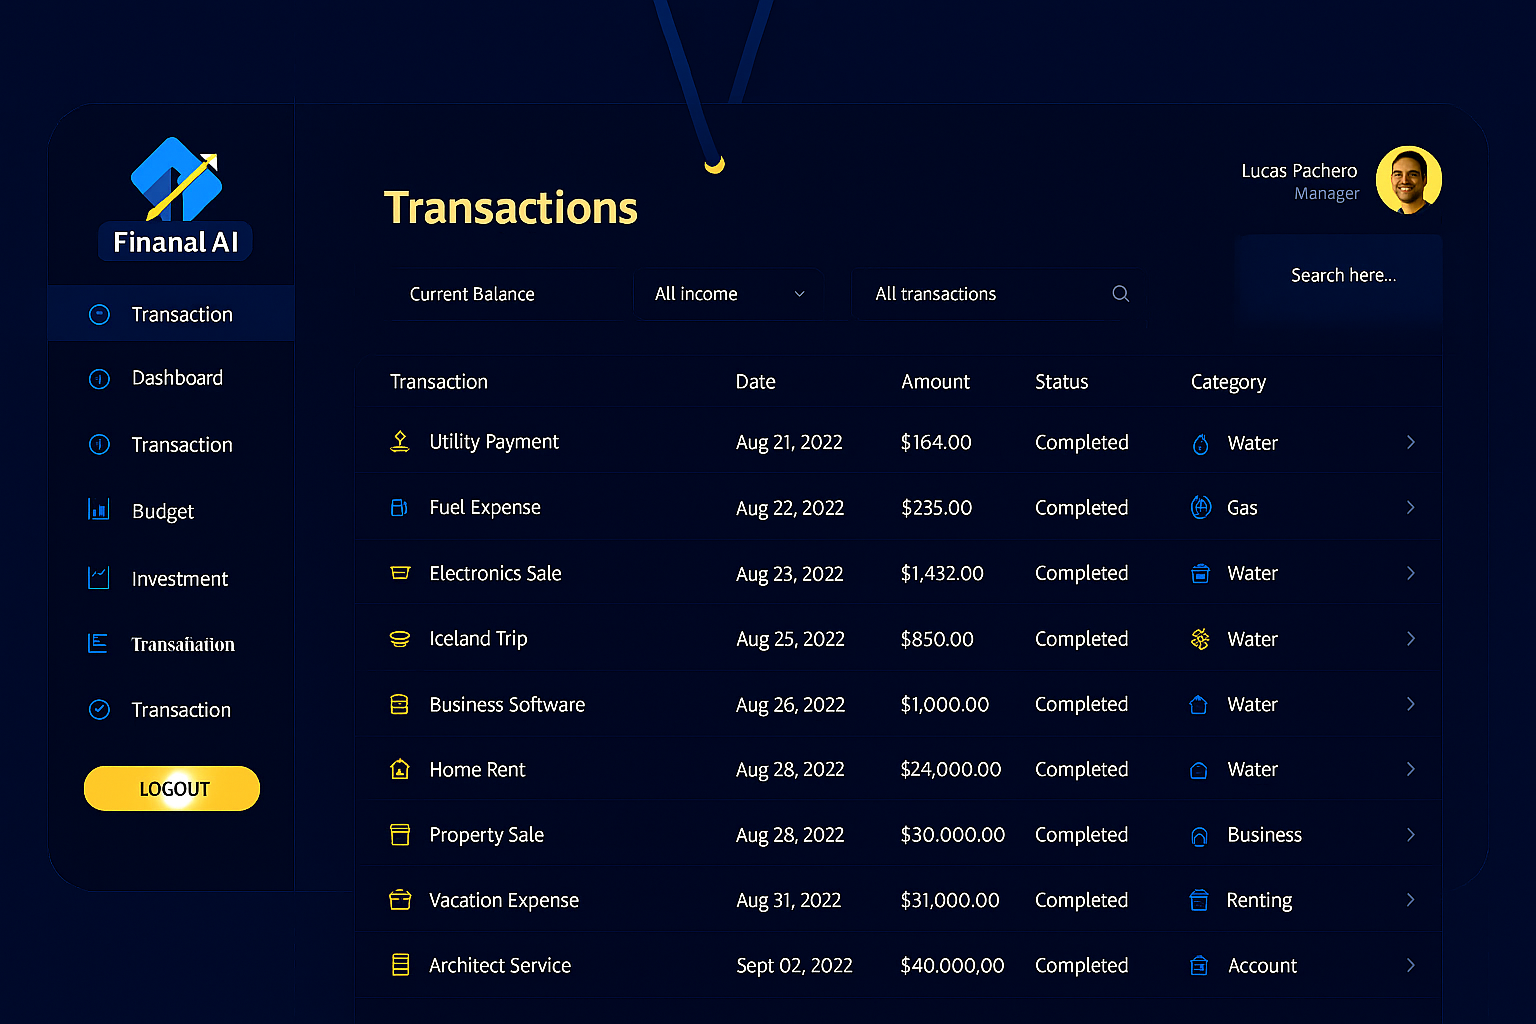 Finanal AI
Transaction
Dashboard
Transaction
Budget
Investment
Transaħation
Transaction
LOGOUT
Transactions
Lucas Pachero
Manager
Search here...
Current Balance
All income
All transactions
Transaction Date Amount Status Category
Utility Payment Aug 21, 2022 $164.00 Completed Water
Fuel Expense Aug 22, 2022 $235.00 Completed Gas
Electronics Sale Aug 23, 2022 $1,432.00 Completed Water
Iceland Trip Aug 25, 2022 $850.00 Completed Water
Business Software Aug 26, 2022 $1,000.00 Completed Water
Home Rent Aug 28, 2022 $24,000.00 Completed Water
Property Sale Aug 28, 2022 $30.000.00 Completed Business
Vacation Expense Aug 31, 2022 $31,000.00 Completed Renting
Architect Service Sept 02, 2022 $40.000,00 Completed Account